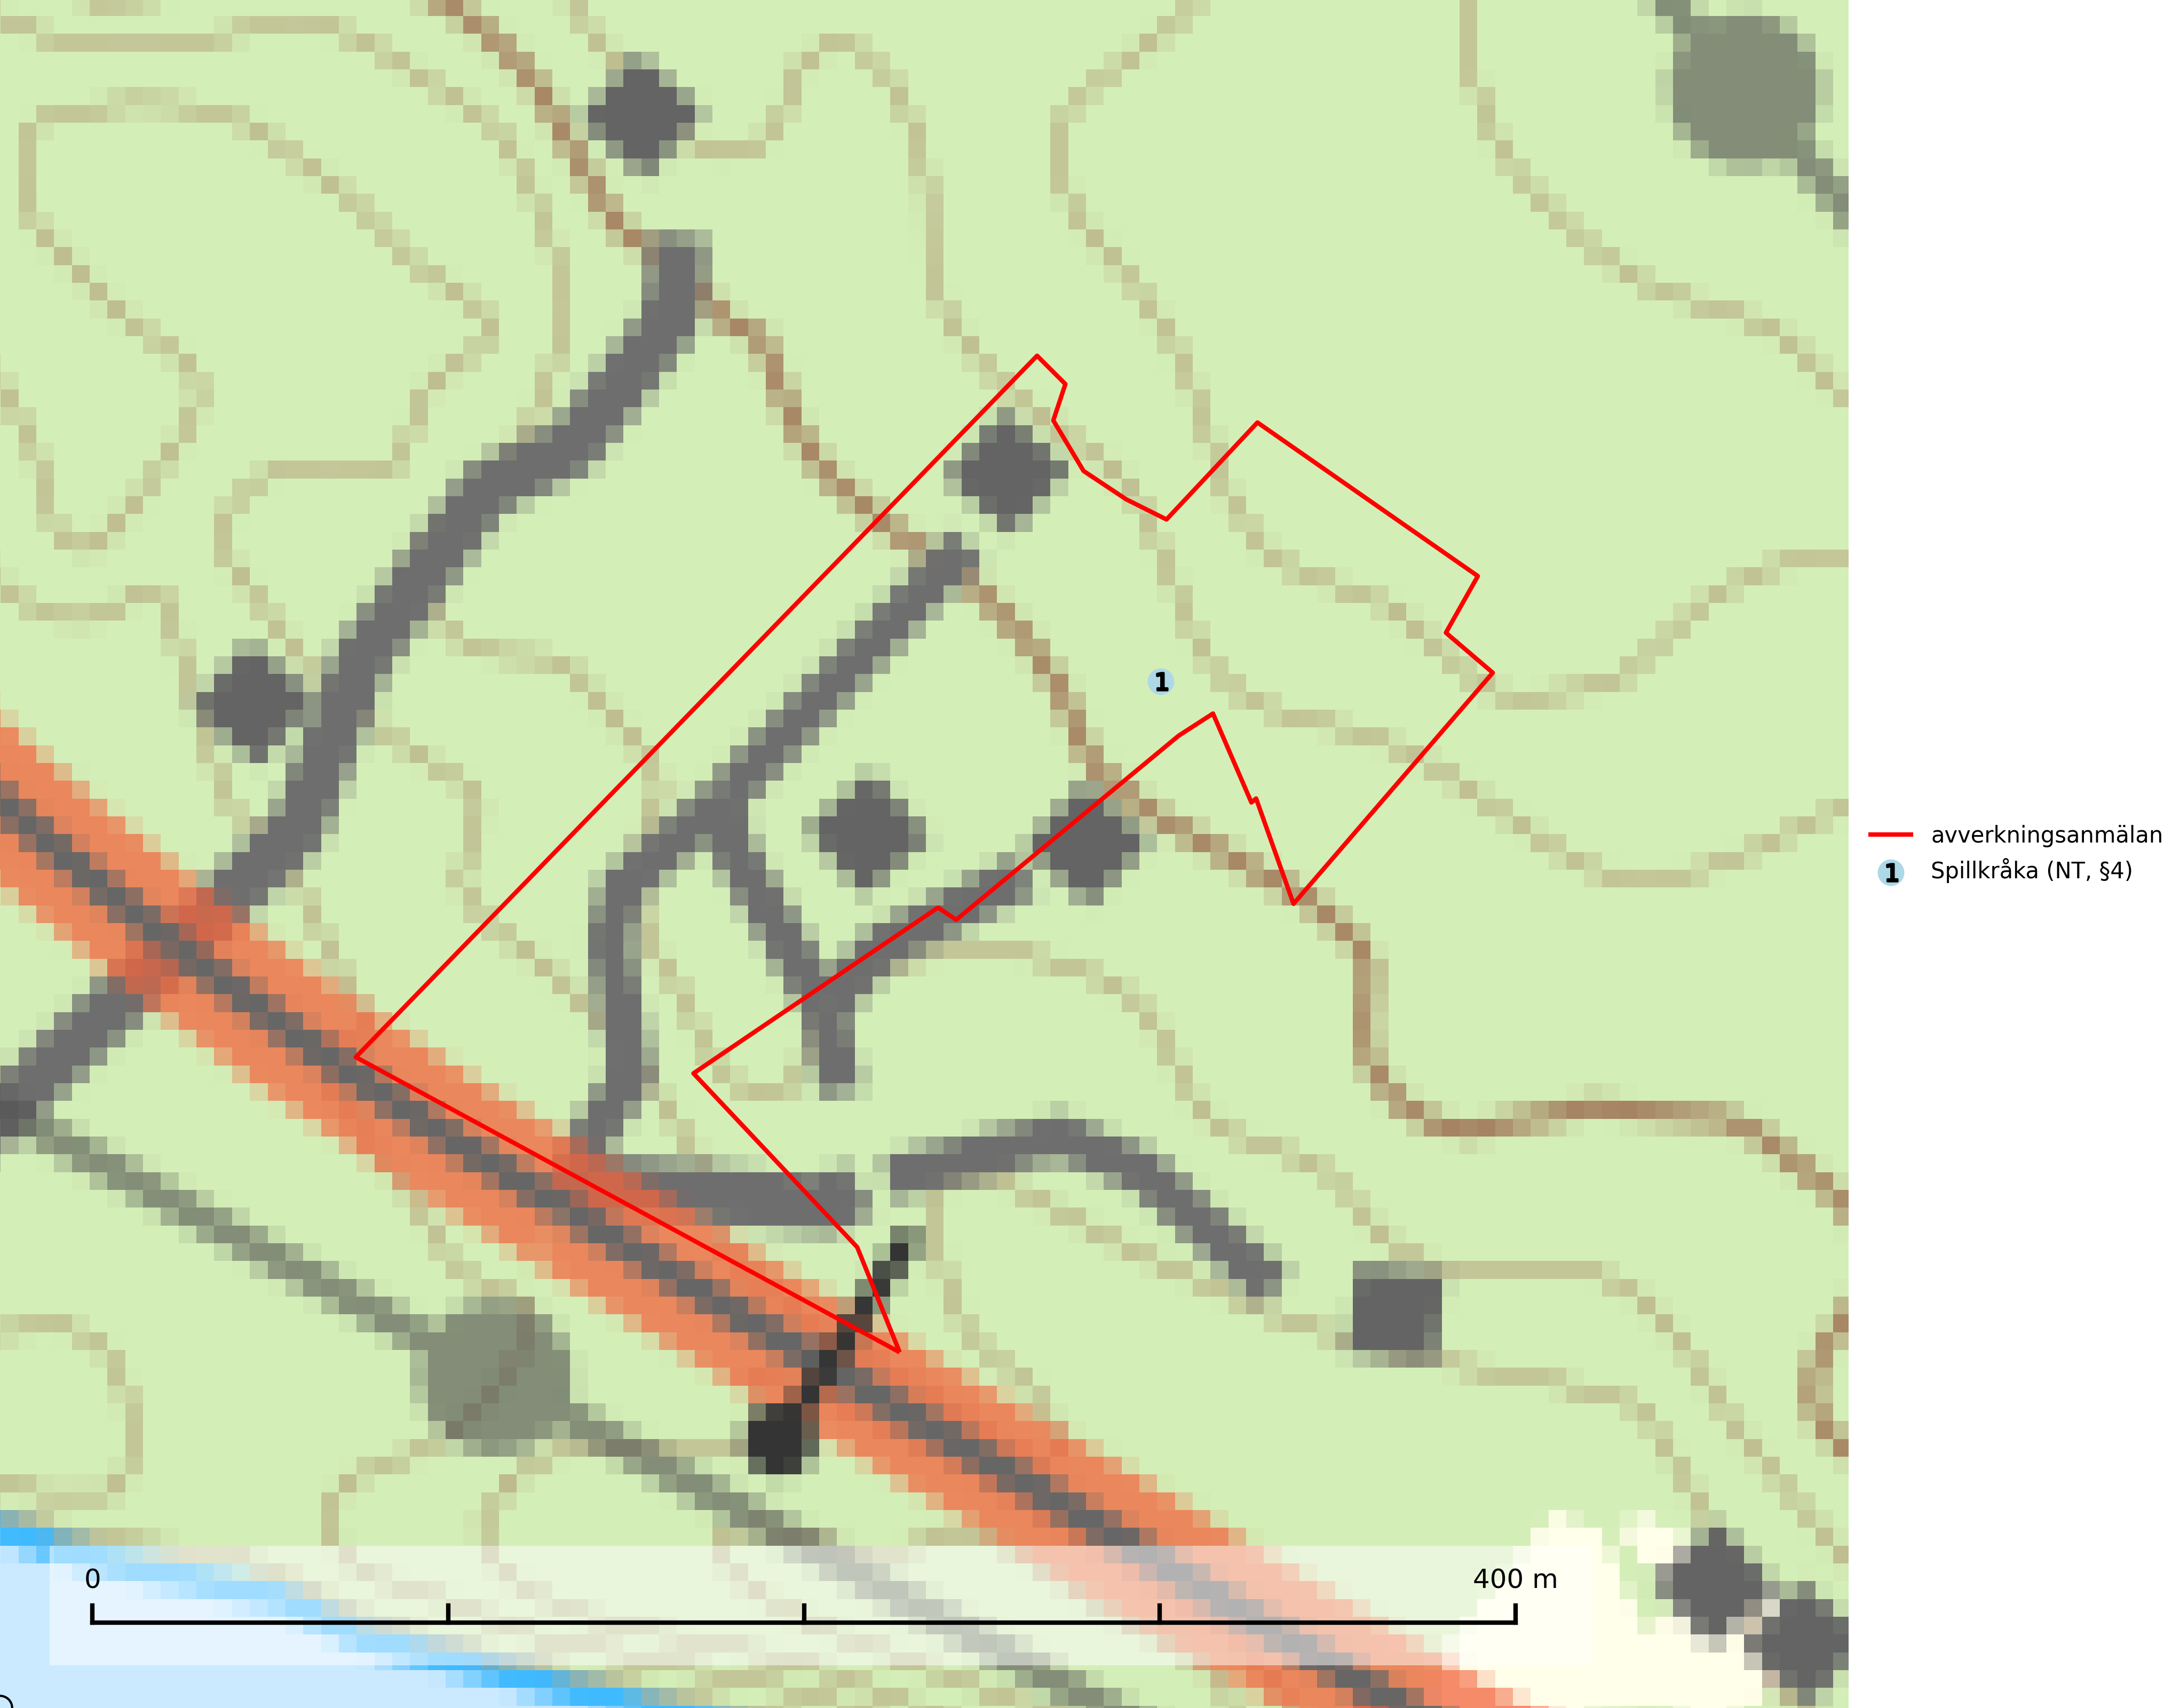 1
avverkningsanmälan
1 Spillkråka (NT, §4)
0 400 m